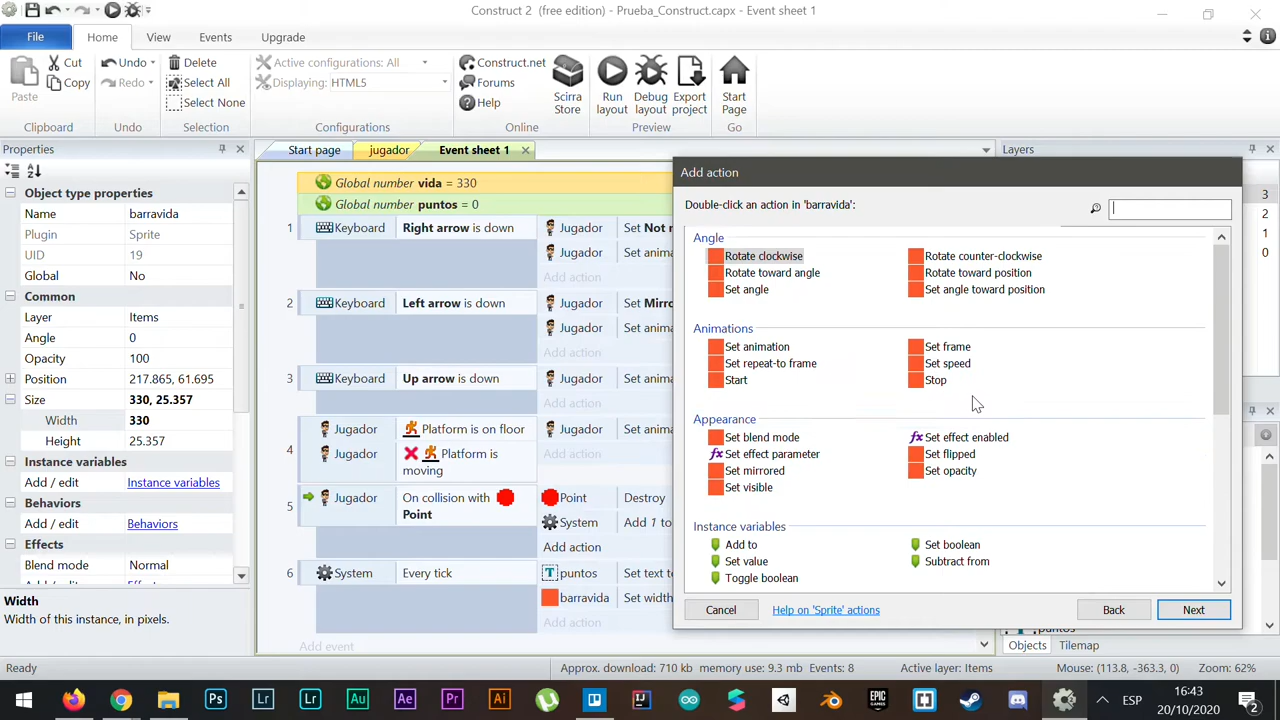 Construct 2 (free edition) - Prueba_Construct.capx - Event sheet 1
File Home View Events Upgrade
Paste Cut Copy Clipboard
Undo Redo Undo
Delete Select All Select None Selection
Active configurations: All
Displaying: HTML5
Configurations
Construct.net Forums Help Scirra Store Online
Run layout Debug layout Export project Preview
Start Page Go
Properties
Object type properties
Name barravida
Plugin Sprite
UID 19
Global No
Common
Layer Items
Angle 0
Opacity 100
Position 217.865, 61.695
Size 330, 25.357
Width 330
Height 25.357
Instance variables
Add / edit Instance variables
Behaviors
Add / edit Behaviors
Effects
Blend mode Normal
Width
Width of this instance, in pixels.
Start page jugador Event sheet 1
Global number vida = 330
Global number puntos = 0
1 Keyboard Right arrow is down Jugador Set Not
Jugador Set anima
Add action
2 Keyboard Left arrow is down Jugador Set Mirro
Jugador Set anima
Add action
3 Keyboard Up arrow is down Jugador Set anima
Add action
4 Jugador Platform is on floor Jugador Set anima
Jugador Platform is moving
5 Jugador On collision with Point Point Destroy
System Add 1 to
Add action
6 System Every tick puntos Set text to
barravida Set width
Add action
Add event
Layers
3
2
1
0
Add action
Double-click an action in 'barravida':
Angle
Rotate clockwise Rotate counter-clockwise
Rotate toward angle Rotate toward position
Set angle Set angle toward position
Animations
Set animation Set frame
Set repeat-to frame Set speed
Start Stop
Appearance
Set blend mode fx Set effect enabled
fx Set effect parameter Set flipped
Set mirrored Set opacity
Set visible
Instance variables
Add to Set boolean
Set value Subtract from
Toggle boolean
Cancel Help on 'Sprite' actions Back Next
puntos
Objects Tilemap
Ready Approx. download: 710 kb memory use: 9.3 mb Events: 8 Active layer: Items Mouse: (113.8, -363.3, 0) Zoom: 62%
Ps Lr Lr Au Ae Pr Ai
EPIC GAMES
ESP 16:43
20/10/2020
2